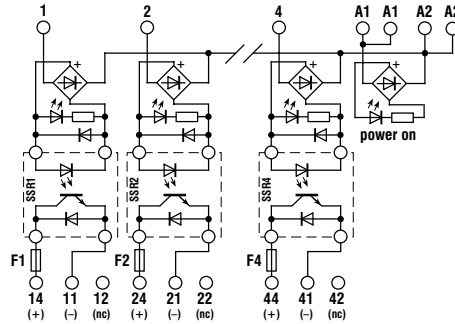 1 2 4 A1 A1 A2 A2
+ + + +
power on
SSR1 SSR2 SSR4
F1 F2 F4
14 11 12 24 21 22 44 41 42
(+) (–) (nc) (+) (–) (nc) (+) (–) (nc)